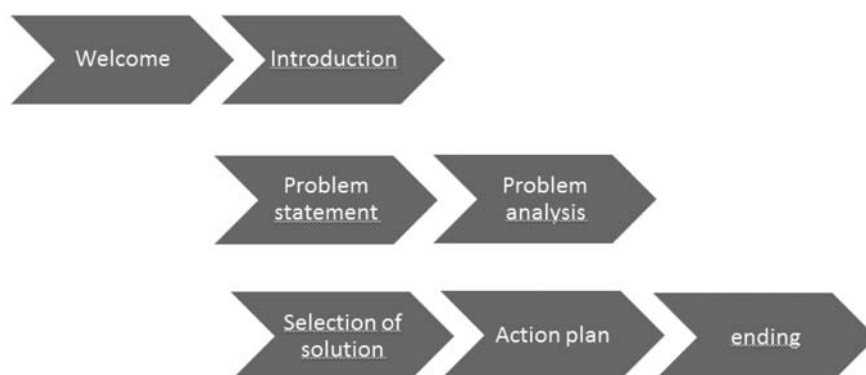 Welcome
Introduction
Problem
statement
Problem
analysis
Selection of
solution
Action plan
ending